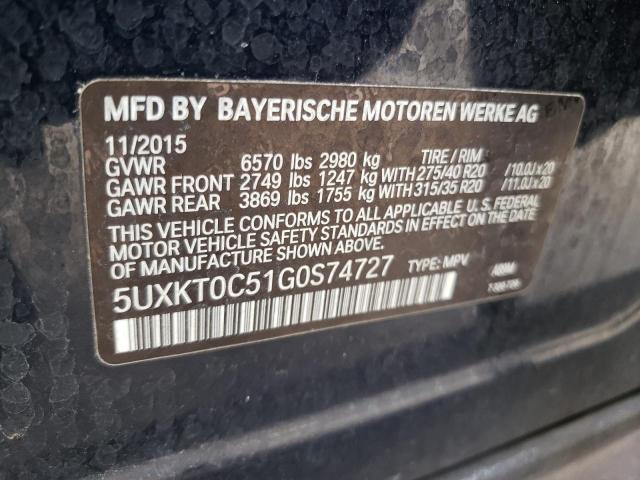 MFD BY BAYERISCHE MOTOREN WERKE AG
11/2015 TIRE / RIM:
GVWR 6570 lbs 2980 kg
GAWR FRONT 2749 lbs 1247 kg WITH 275/40 R20 /10.0J x 20
GAWR REAR 3869 lbs 1755 kg WITH 315/35 R20 /11.0J x 20
THIS VEHICLE CONFORMS TO ALL APPLICABLE U.S. FEDERAL
MOTOR VEHICLE SAFETY STANDARDS IN EFFECT ON THE DATE
OF MANUFACTURE SHOWN ABOVE.
5UXKT0C51G0S74727 TYPE: MPV